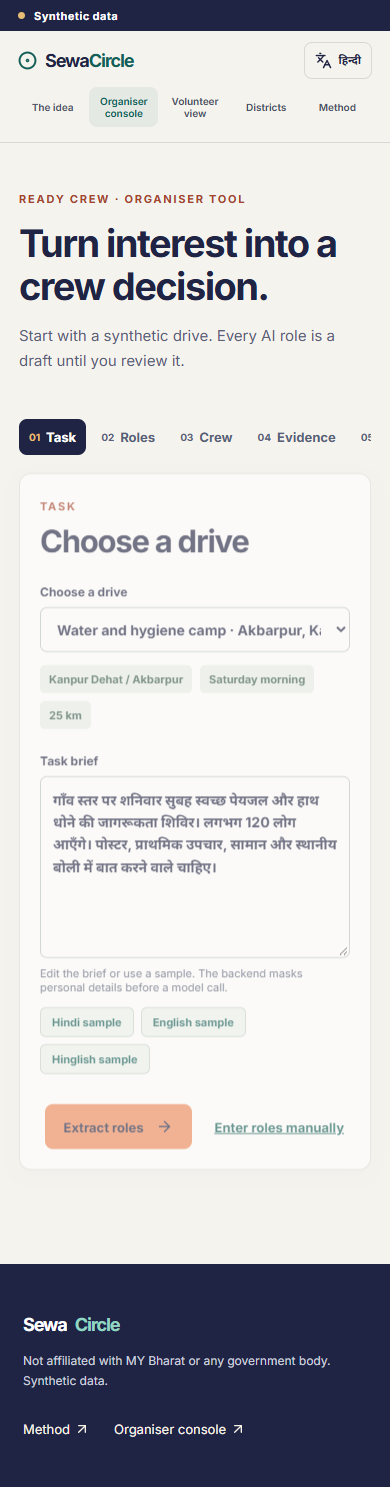 Synthetic data
SewaCircle
हिन्दी
The idea
Organiser console
Volunteer view
Districts
Method
READY CREW · ORGANISER TOOL
Turn interest into a
crew decision.
Start with a synthetic drive. Every AI role is a
draft until you review it.
01 Task 02 Roles 03 Crew 04 Evidence 05
TASK
Choose a drive
Choose a drive
Water and hygiene camp · Akbarpur, Ka
Kanpur Dehat / Akbarpur
Saturday morning
25 km
Task brief
गाँव स्तर पर शनिवार सुबह स्वच्छ पेयजल और हाथ
धोने की जागरूकता शिविर। लगभग 120 लोग
आएँगे। पोस्टर, प्राथमिक उपचार, सामान और स्थानीय
बोली में बात करने वाले चाहिए।
Edit the brief or use a sample. The backend masks
personal details before a model call.
Hindi sample
English sample
Hinglish sample
Extract roles
Enter roles manually
Sewa Circle
Not affiliated with MY Bharat or any government body.
Synthetic data.
Method
Organiser console